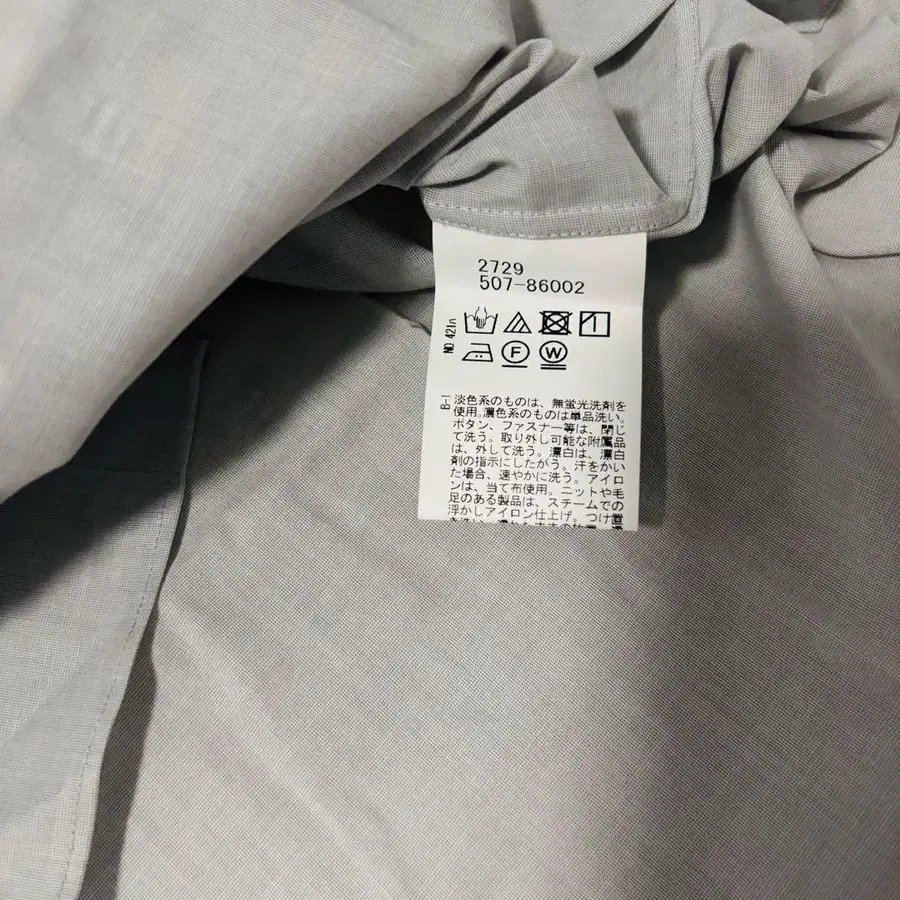 2729
507-86002
NO 421n
F
W
B-1
淡色系のものは、無蛍光洗剤を
使用。濃色系のものは単品洗い。
ボタン、ファスナー等は、閉じ
て洗う。取り外し可能な附属品
は、外して洗う。漂白は、漂白
剤の指示にしたがう。汗をかい
た場合、速やかに洗う。アイロ
ンは、当て布使用。ニットや毛
足のある製品は、スチームでの
浮かしアイロン仕上げ。つけ置